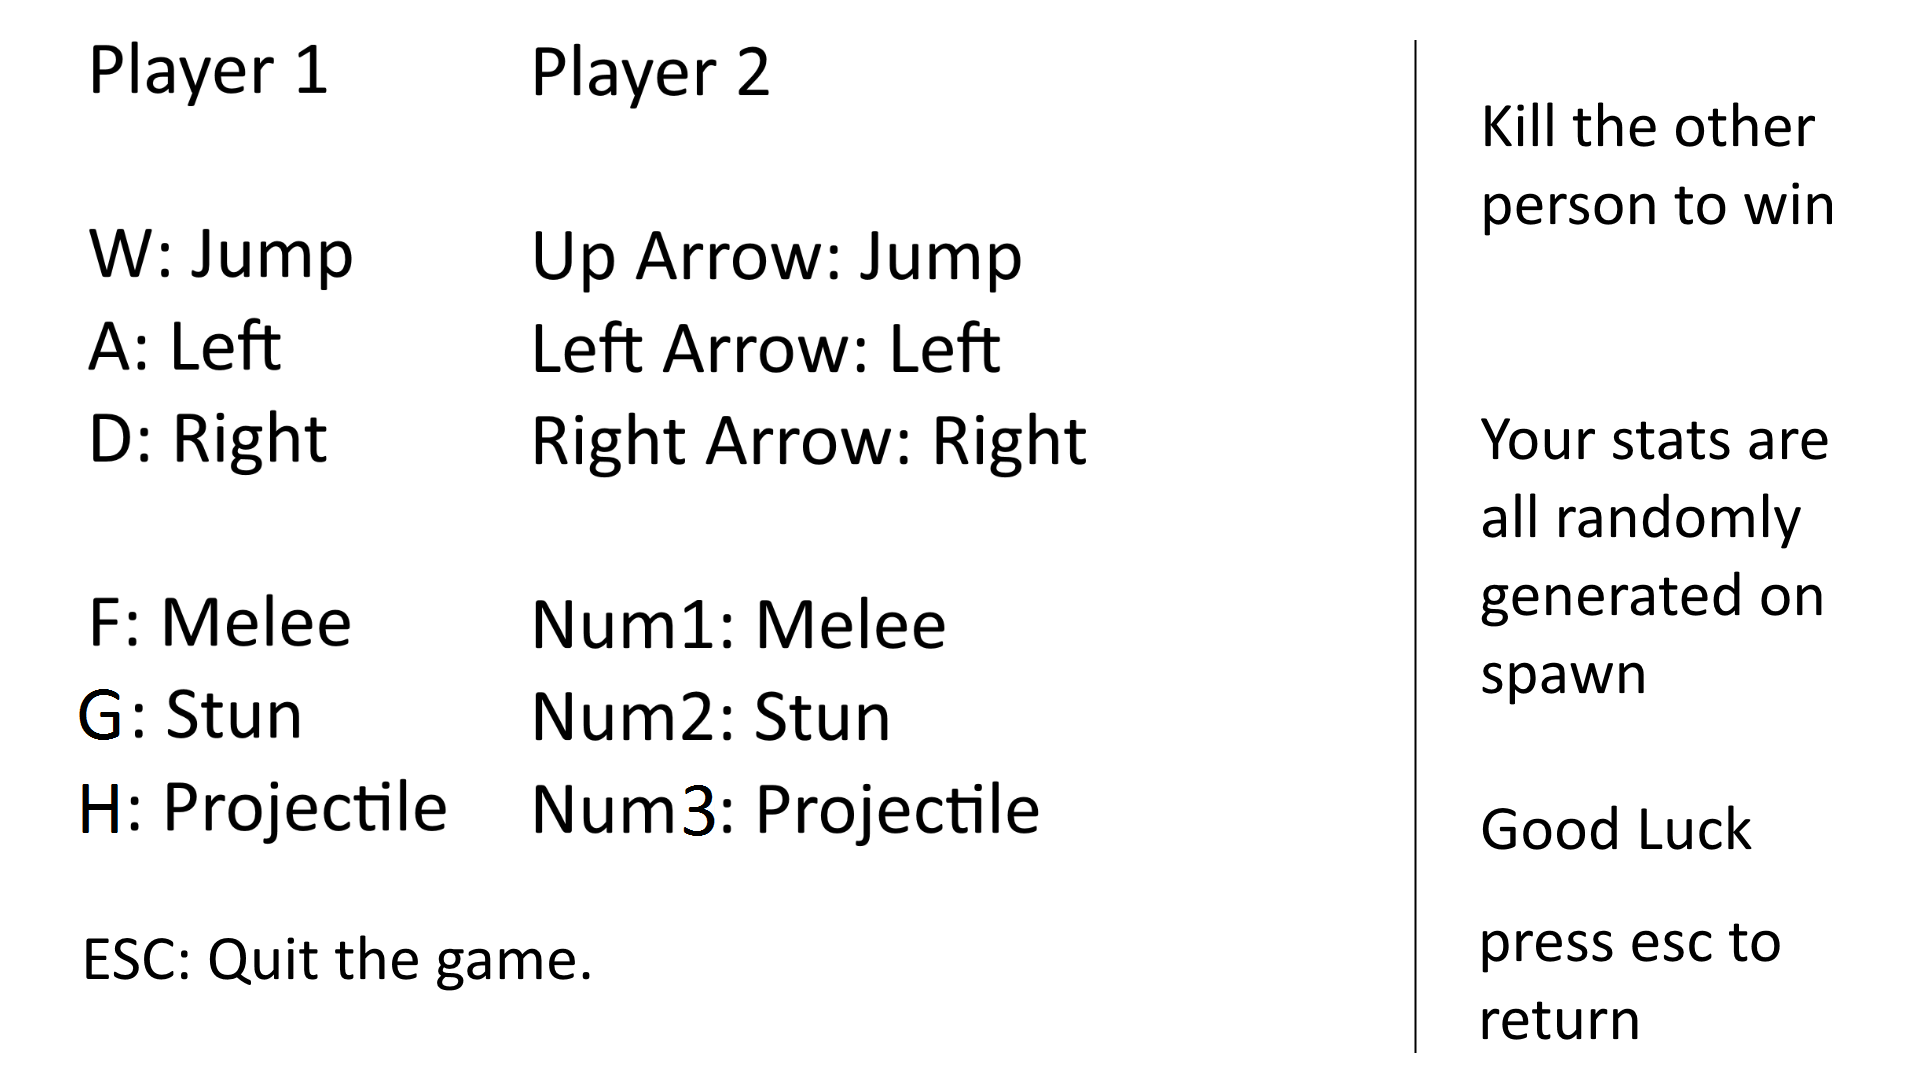 Player 1
W: Jump
A: Left
D: Right
F: Melee
G: Stun
H: Projectile
Player 2
Up Arrow: Jump
Left Arrow: Left
Right Arrow: Right
Num1: Melee
Num2: Stun
Num3: Projectile
ESC: Quit the game.
Kill the other
person to win
Your stats are
all randomly
generated on
spawn
Good Luck
press esc to
return